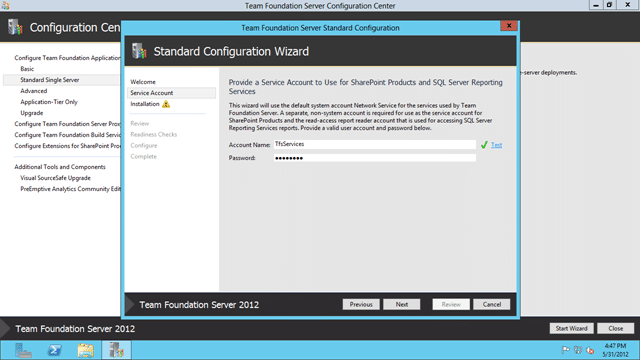 Team Foundation Server Configuration Center
Configuration Center
Configure Team Foundation Application
Basic
Standard Single Server
Advanced
Application-Tier Only
Upgrade
Configure Team Foundation Server Proxy
Configure Team Foundation Build Servic
Configure Extensions for SharePoint Prod
Additional Tools and Components
Visual SourceSafe Upgrade
PreEmptive Analytics Community Edit
e-server deployments.
Team Foundation Server Standard Configuration
Standard Configuration Wizard
Welcome
Service Account
Installation
Review
Readiness Checks
Configure
Complete
Provide a Service Account to Use for SharePoint Products and SQL Server Reporting
Services
This wizard will use the default system account Network Service for the services used by Team
Foundation Server. A separate, non-system account is required for use as the service account for
SharePoint Products and the read-access report reader account that is used for accessing SQL Server
Reporting Services reports. Provide a valid user account and password below.
Account Name: TfsServices Test
Password: ●●●●●●●●
Team Foundation Server 2012
Previous Next Review Cancel
Team Foundation Server 2012
Start Wizard Close
4:47 PM
5/31/2012